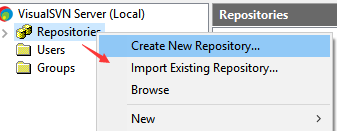 VisualSVN Server (Local)
Repositories
Repositories
Users
Groups
Create New Repository...
Import Existing Repository...
Browse
New